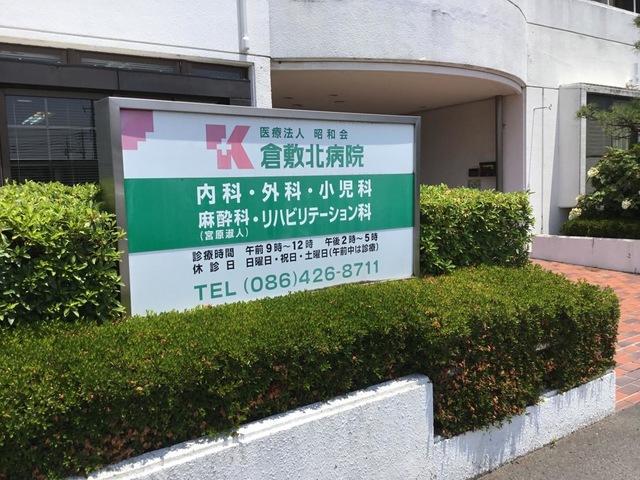 医療法人 昭和会
K 倉敷北病院
内科・外科・小児科
麻酔科・リハビリテーション科
(宮原淑人)
診療時間 午前9時〜12時 午後2時〜5時
休診日 日曜日・祝日・土曜日(午前中は診療)
TEL (086)426-8711